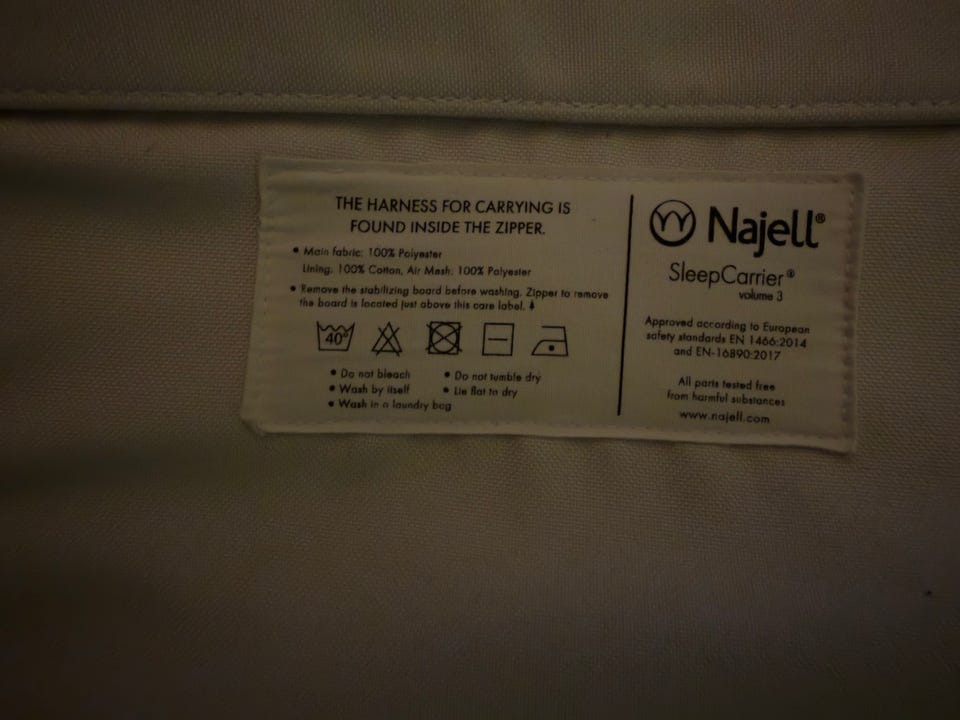 THE HARNESS FOR CARRYING IS
FOUND INSIDE THE ZIPPER.
• Main fabric: 100% Polyester
Lining: 100% Cotton, Air Mesh: 100% Polyester
• Remove the stabilizing board before washing. Zipper to remove
the board is located just above this care label.
40°
• Do not bleach
• Wash by itself
• Wash in a laundry bag
• Do not tumble dry
• Lie flat to dry
Najell®
SleepCarrier®
volume 3
Approved according to European
safety standards EN 1466:2014
and EN-16890:2017
All parts tested free
from harmful substances
www.najell.com